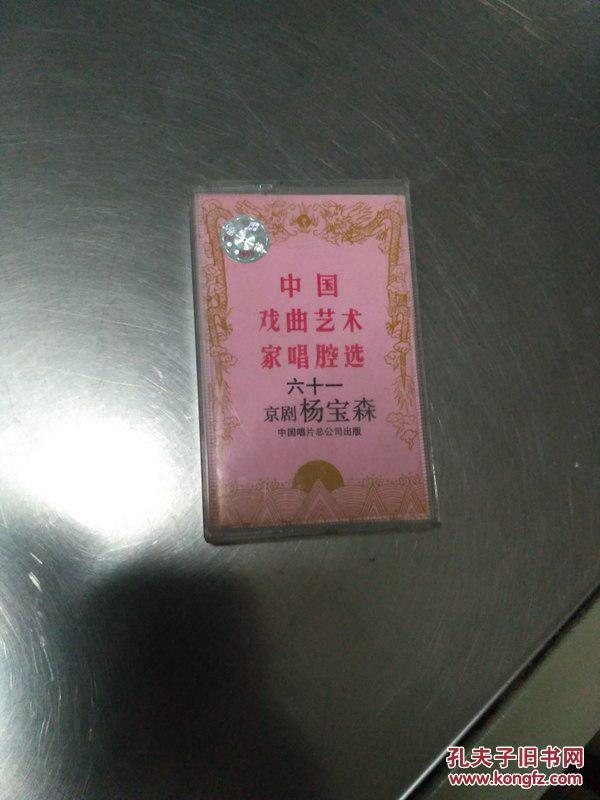 中国
戏曲艺术
家唱腔选
六十一
京剧 杨宝森
中国唱片总公司出版
孔夫子旧书网
www.kongfz.com